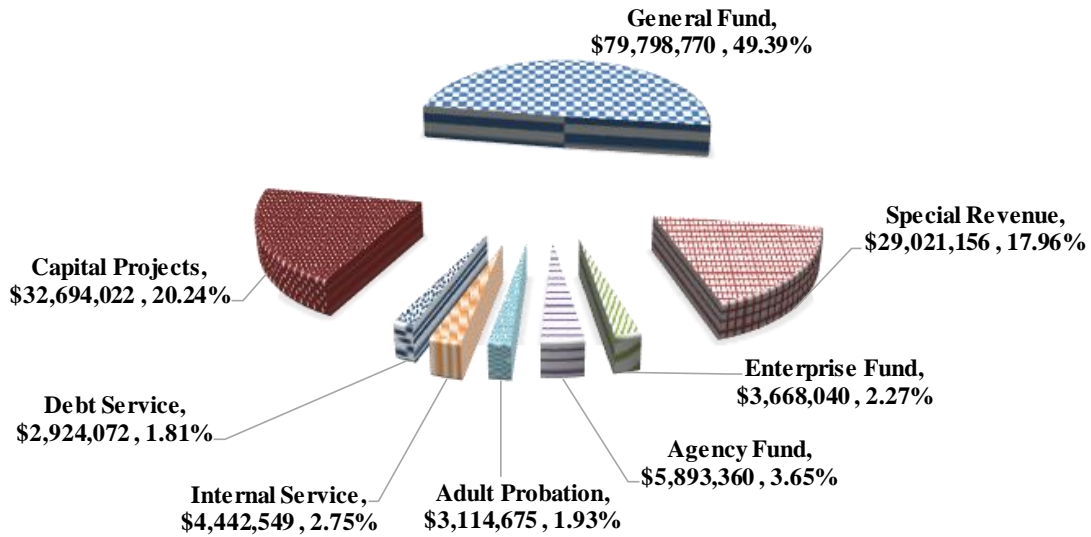 General Fund,
$79,798,770 , 49.39%
Special Revenue,
$29,021,156 , 17.96%
Capital Projects,
$32,694,022 , 20.24%
Enterprise Fund,
$3,668,040 , 2.27%
Debt Service,
$2,924,072 , 1.81%
Agency Fund,
$5,893,360 , 3.65%
Internal Service,
$4,442,549 , 2.75%
Adult Probation,
$3,114,675 , 1.93%